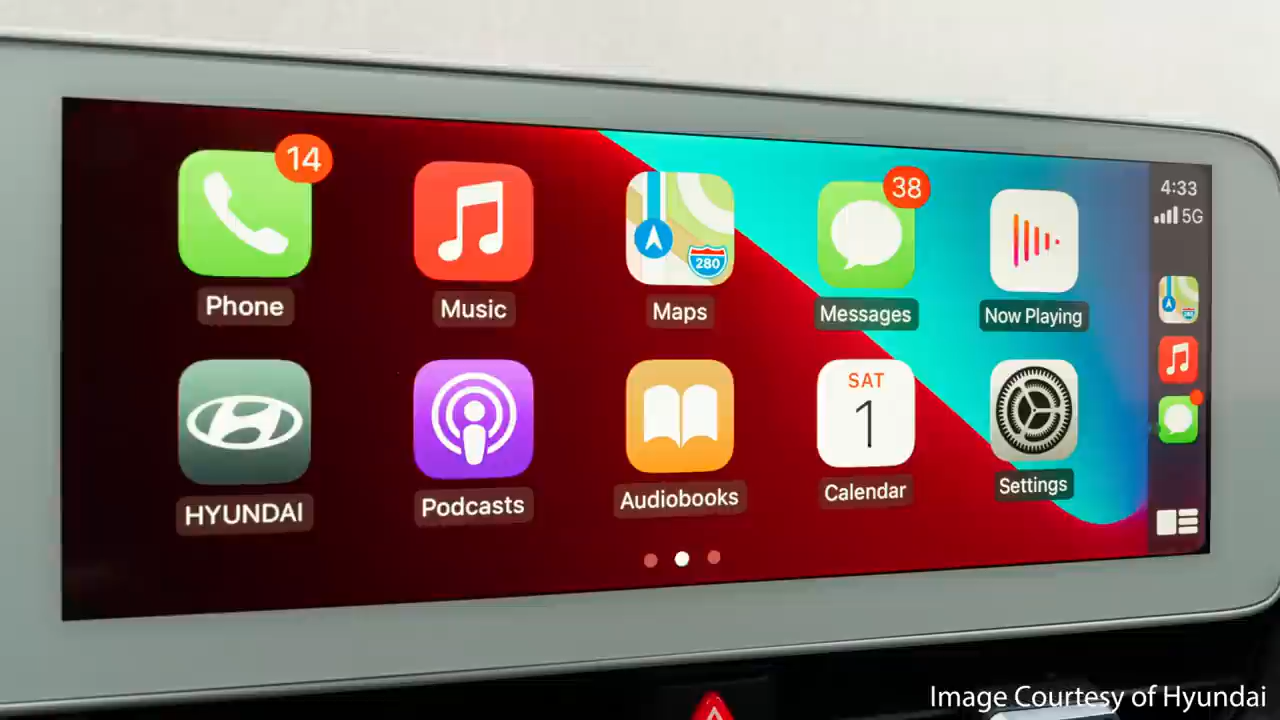 14
38
4:33
5G
280
Phone
Music
Maps
Messages
Now Playing
SAT
1
HYUNDAI
Podcasts
Audiobooks
Calendar
Settings
Image Courtesy of Hyundai